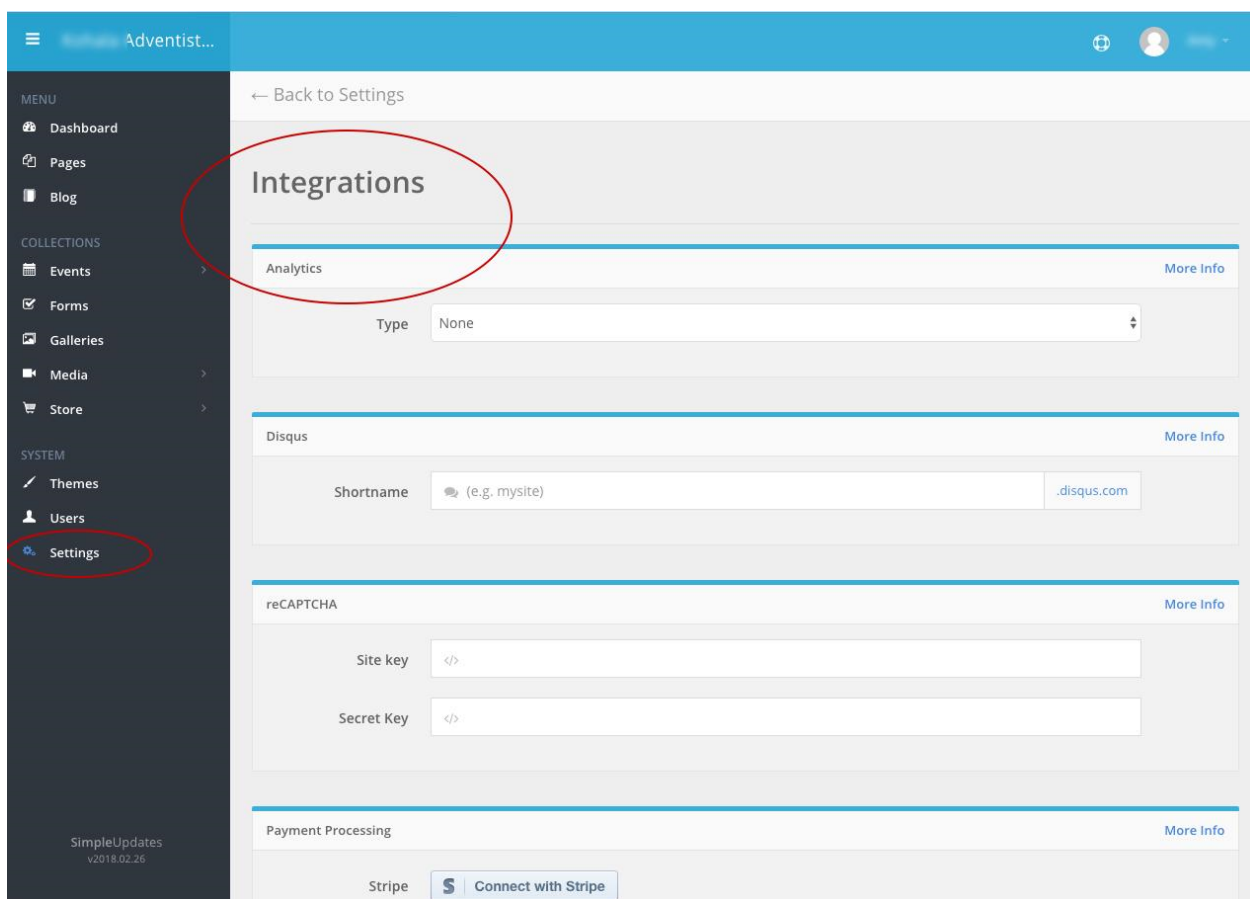 Adventist...
← Back to Settings
MENU
Dashboard
Pages
Blog
COLLECTIONS
Events
Forms
Galleries
Media
Store
SYSTEM
Themes
Users
Settings
SimpleUpdates
v2018.02.26
Integrations
Analytics More Info
Type None
Disqus More Info
Shortname (e.g. mysite) .disqus.com
reCAPTCHA More Info
Site key </>
Secret Key </>
Payment Processing More Info
Stripe S Connect with Stripe